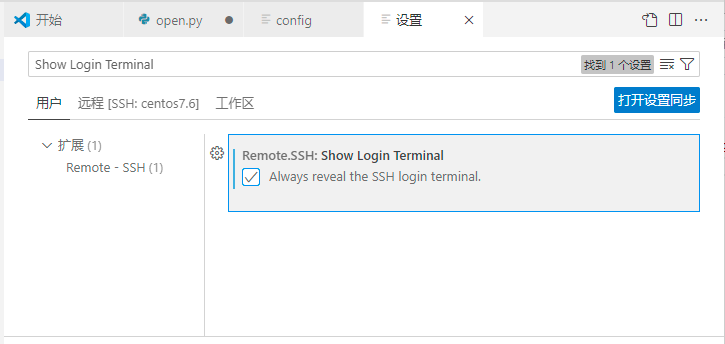 开始 open.py config 设置
Show Login Terminal 找到 1 个设置
用户 远程 [SSH: centos7.6] 工作区 打开设置同步
扩展 (1)
Remote - SSH (1)
Remote.SSH: Show Login Terminal
Always reveal the SSH login terminal.